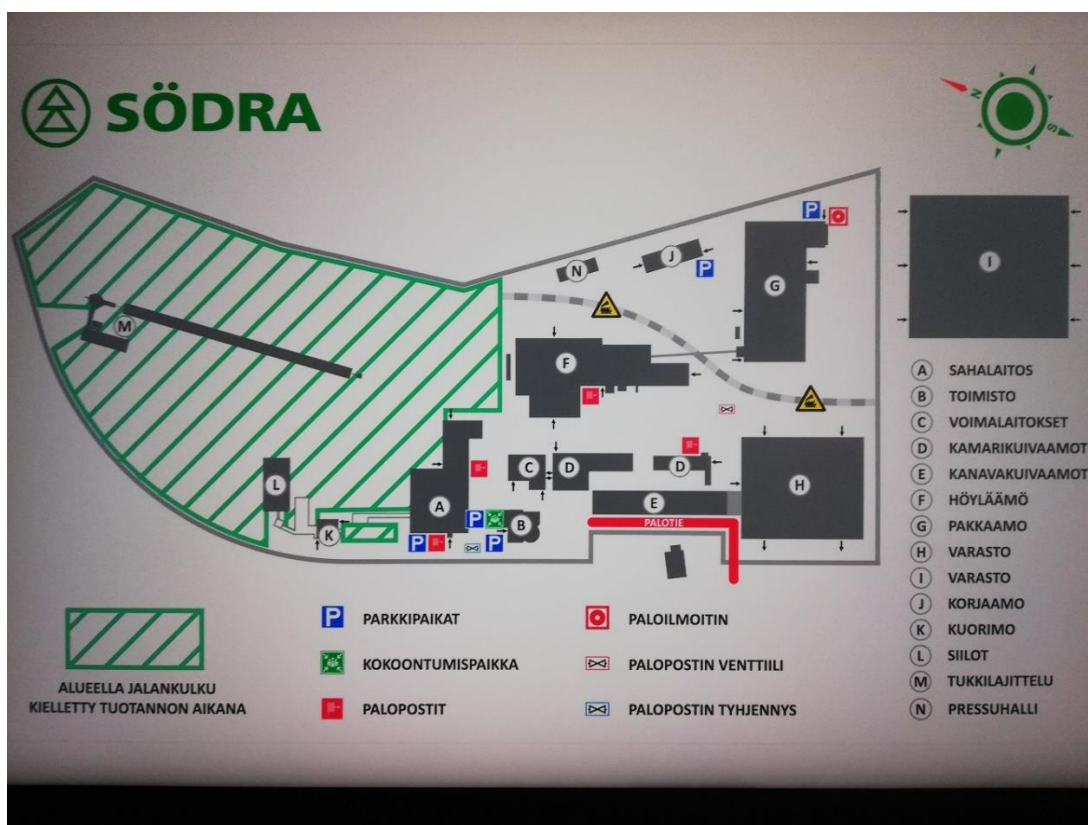 SÖDRA
N
S
P
P
J
N
G
I
M
F
A SAHALAITOS
B TOIMISTO
C VOIMALAITOKSET
D KAMARIKUIVAAMOT
E KANAVAKUIVAAMOT
F HÖYLÄÄMÖ
G PAKKAAMO
H VARASTO
I VARASTO
J KORJAAMO
K KUORIMO
L SIILOT
M TUKKILAJITTELU
N PRESSUHALLI
C
D
D
L
A
E
H
P
B
K
PALOTIE
P
P
P PARKKIPAIKAT
KOKOONTUMISPAIKKA
PALOPOSTIT
PALOILMOITIN
PALOPOSTIN VENTTIILI
PALOPOSTIN TYHJENNYS
ALUEELLA JALANKULKU
KIELLETTY TUOTANNON AIKANA